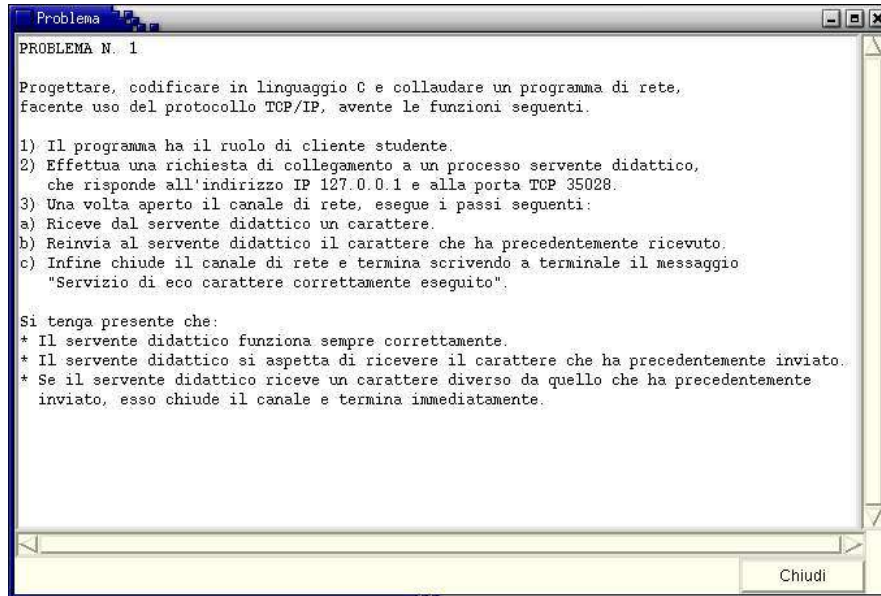 Problema
PROBLEMA N. 1
Progettare, codificare in linguaggio C e collaudare un programma di rete,
facente uso del protocollo TCP/IP, avente le funzioni seguenti.
1) Il programma ha il ruolo di cliente studente.
2) Effettua una richiesta di collegamento a un processo servente didattico,
che risponde all'indirizzo IP 127.0.0.1 e alla porta TCP 35028.
3) Una volta aperto il canale di rete, esegue i passi seguenti:
a) Riceve dal servente didattico un carattere.
b) Reinvia al servente didattico il carattere che ha precedentemente ricevuto.
c) Infine chiude il canale di rete e termina scrivendo a terminale il messaggio
"Servizio di eco carattere correttamente eseguito".
Si tenga presente che:
* Il servente didattico funziona sempre correttamente.
* Il servente didattico si aspetta di ricevere il carattere che ha precedentemente inviato.
* Se il servente didattico riceve un carattere diverso da quello che ha precedentemente
inviato, esso chiude il canale e termina immediatamente.
Chiudi